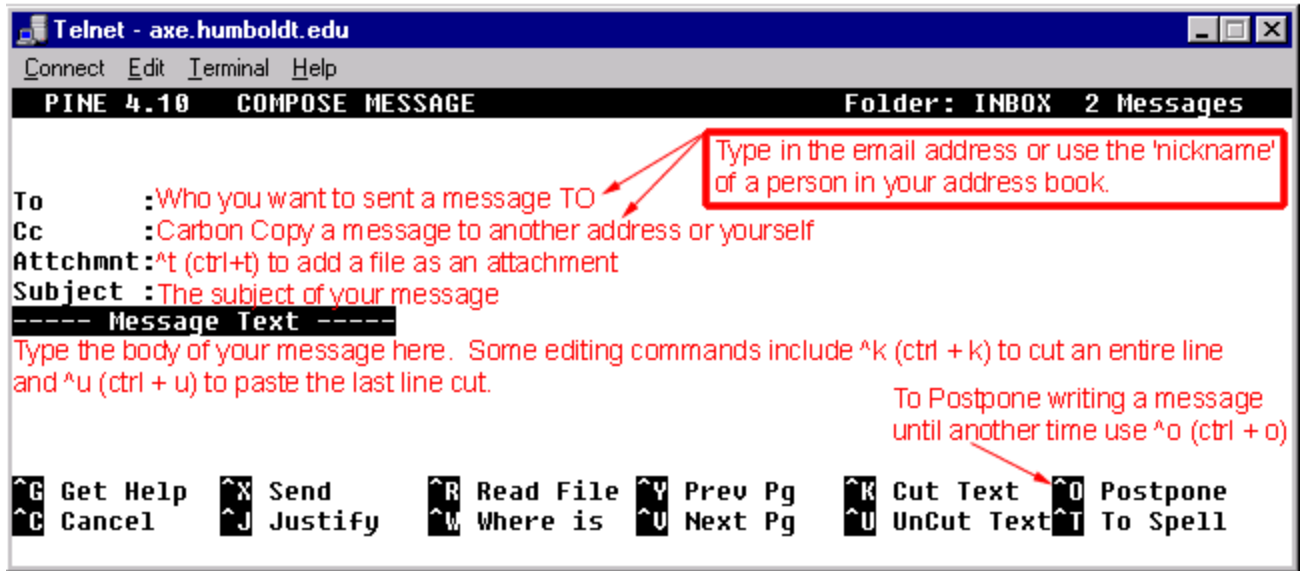 Telnet - axe.humboldt.edu
Connect Edit Terminal Help
PINE 4.10 COMPOSE MESSAGE Folder: INBOX 2 Messages
Type in the email address or use the 'nickname'
of a person in your address book.
To :Who you want to sent a message TO
Cc :Carbon Copy a message to another address or yourself
Attchmnt:^t (ctrl+t) to add a file as an attachment
Subject :The subject of your message
----- Message Text -----
Type the body of your message here. Some editing commands include ^k (ctrl + k) to cut an entire line
and ^u (ctrl + u) to paste the last line cut.
To Postpone writing a message
until another time use ^o (ctrl + o)
^G Get Help ^X Send ^R Read File ^Y Prev Pg ^K Cut Text ^O Postpone
^C Cancel ^J Justify ^W Where is ^V Next Pg ^U UnCut Text ^T To Spell